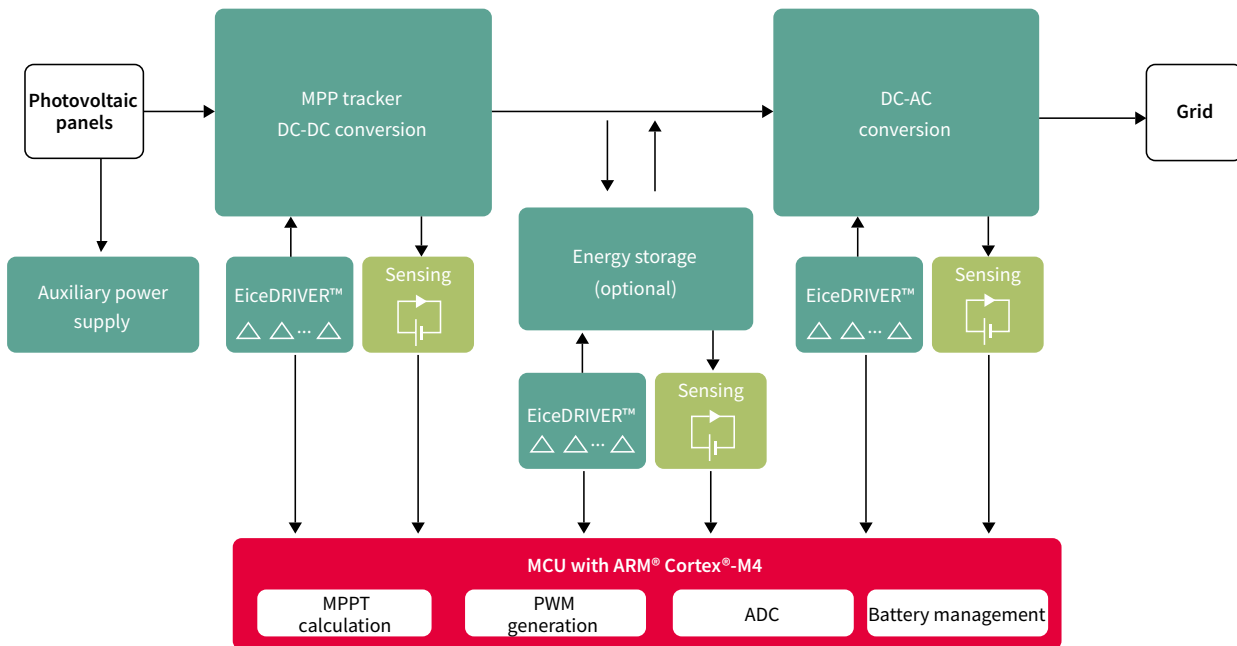 Photovoltaic
panels
MPP tracker
DC-DC conversion
DC-AC
conversion
Grid
Auxiliary power
supply
EiceDRIVER™
...
Sensing
Energy storage
(optional)
EiceDRIVER™
...
Sensing
EiceDRIVER™
...
Sensing
MCU with ARM® Cortex®-M4
MPPT
calculation
PWM
generation
ADC
Battery management